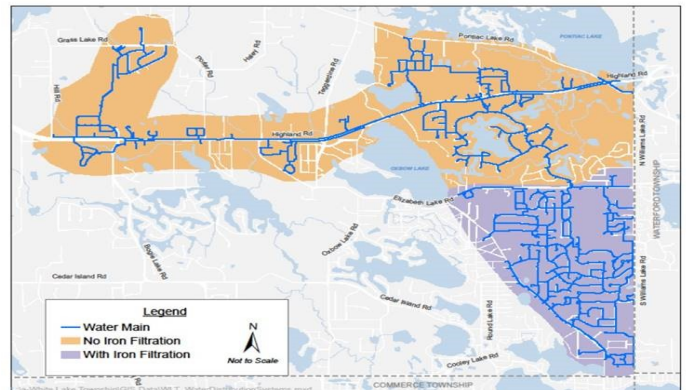 Grass Lake Rd
Pontiac Lake Rd
PONTIAC LAKE
Haley Rd
Porter Rd
Teggerdine Rd
Highland Rd
Hill Rd
Highland Rd
N Williams Lake Rd
OXBOW LAKE
WATERFORD TOWNSHIP
Elizabeth Lake Rd
Oxbow Lake Rd
Bogie Lake Rd
Cedar Island Rd
S Williams Lake Rd
Cedar Island Rd
Round Lake Rd
Cooley Lake Rd
Legend
Water Main
No Iron Filtration
With Iron Filtration
N
Not to Scale
Rd
COMMERCE TOWNSHIP